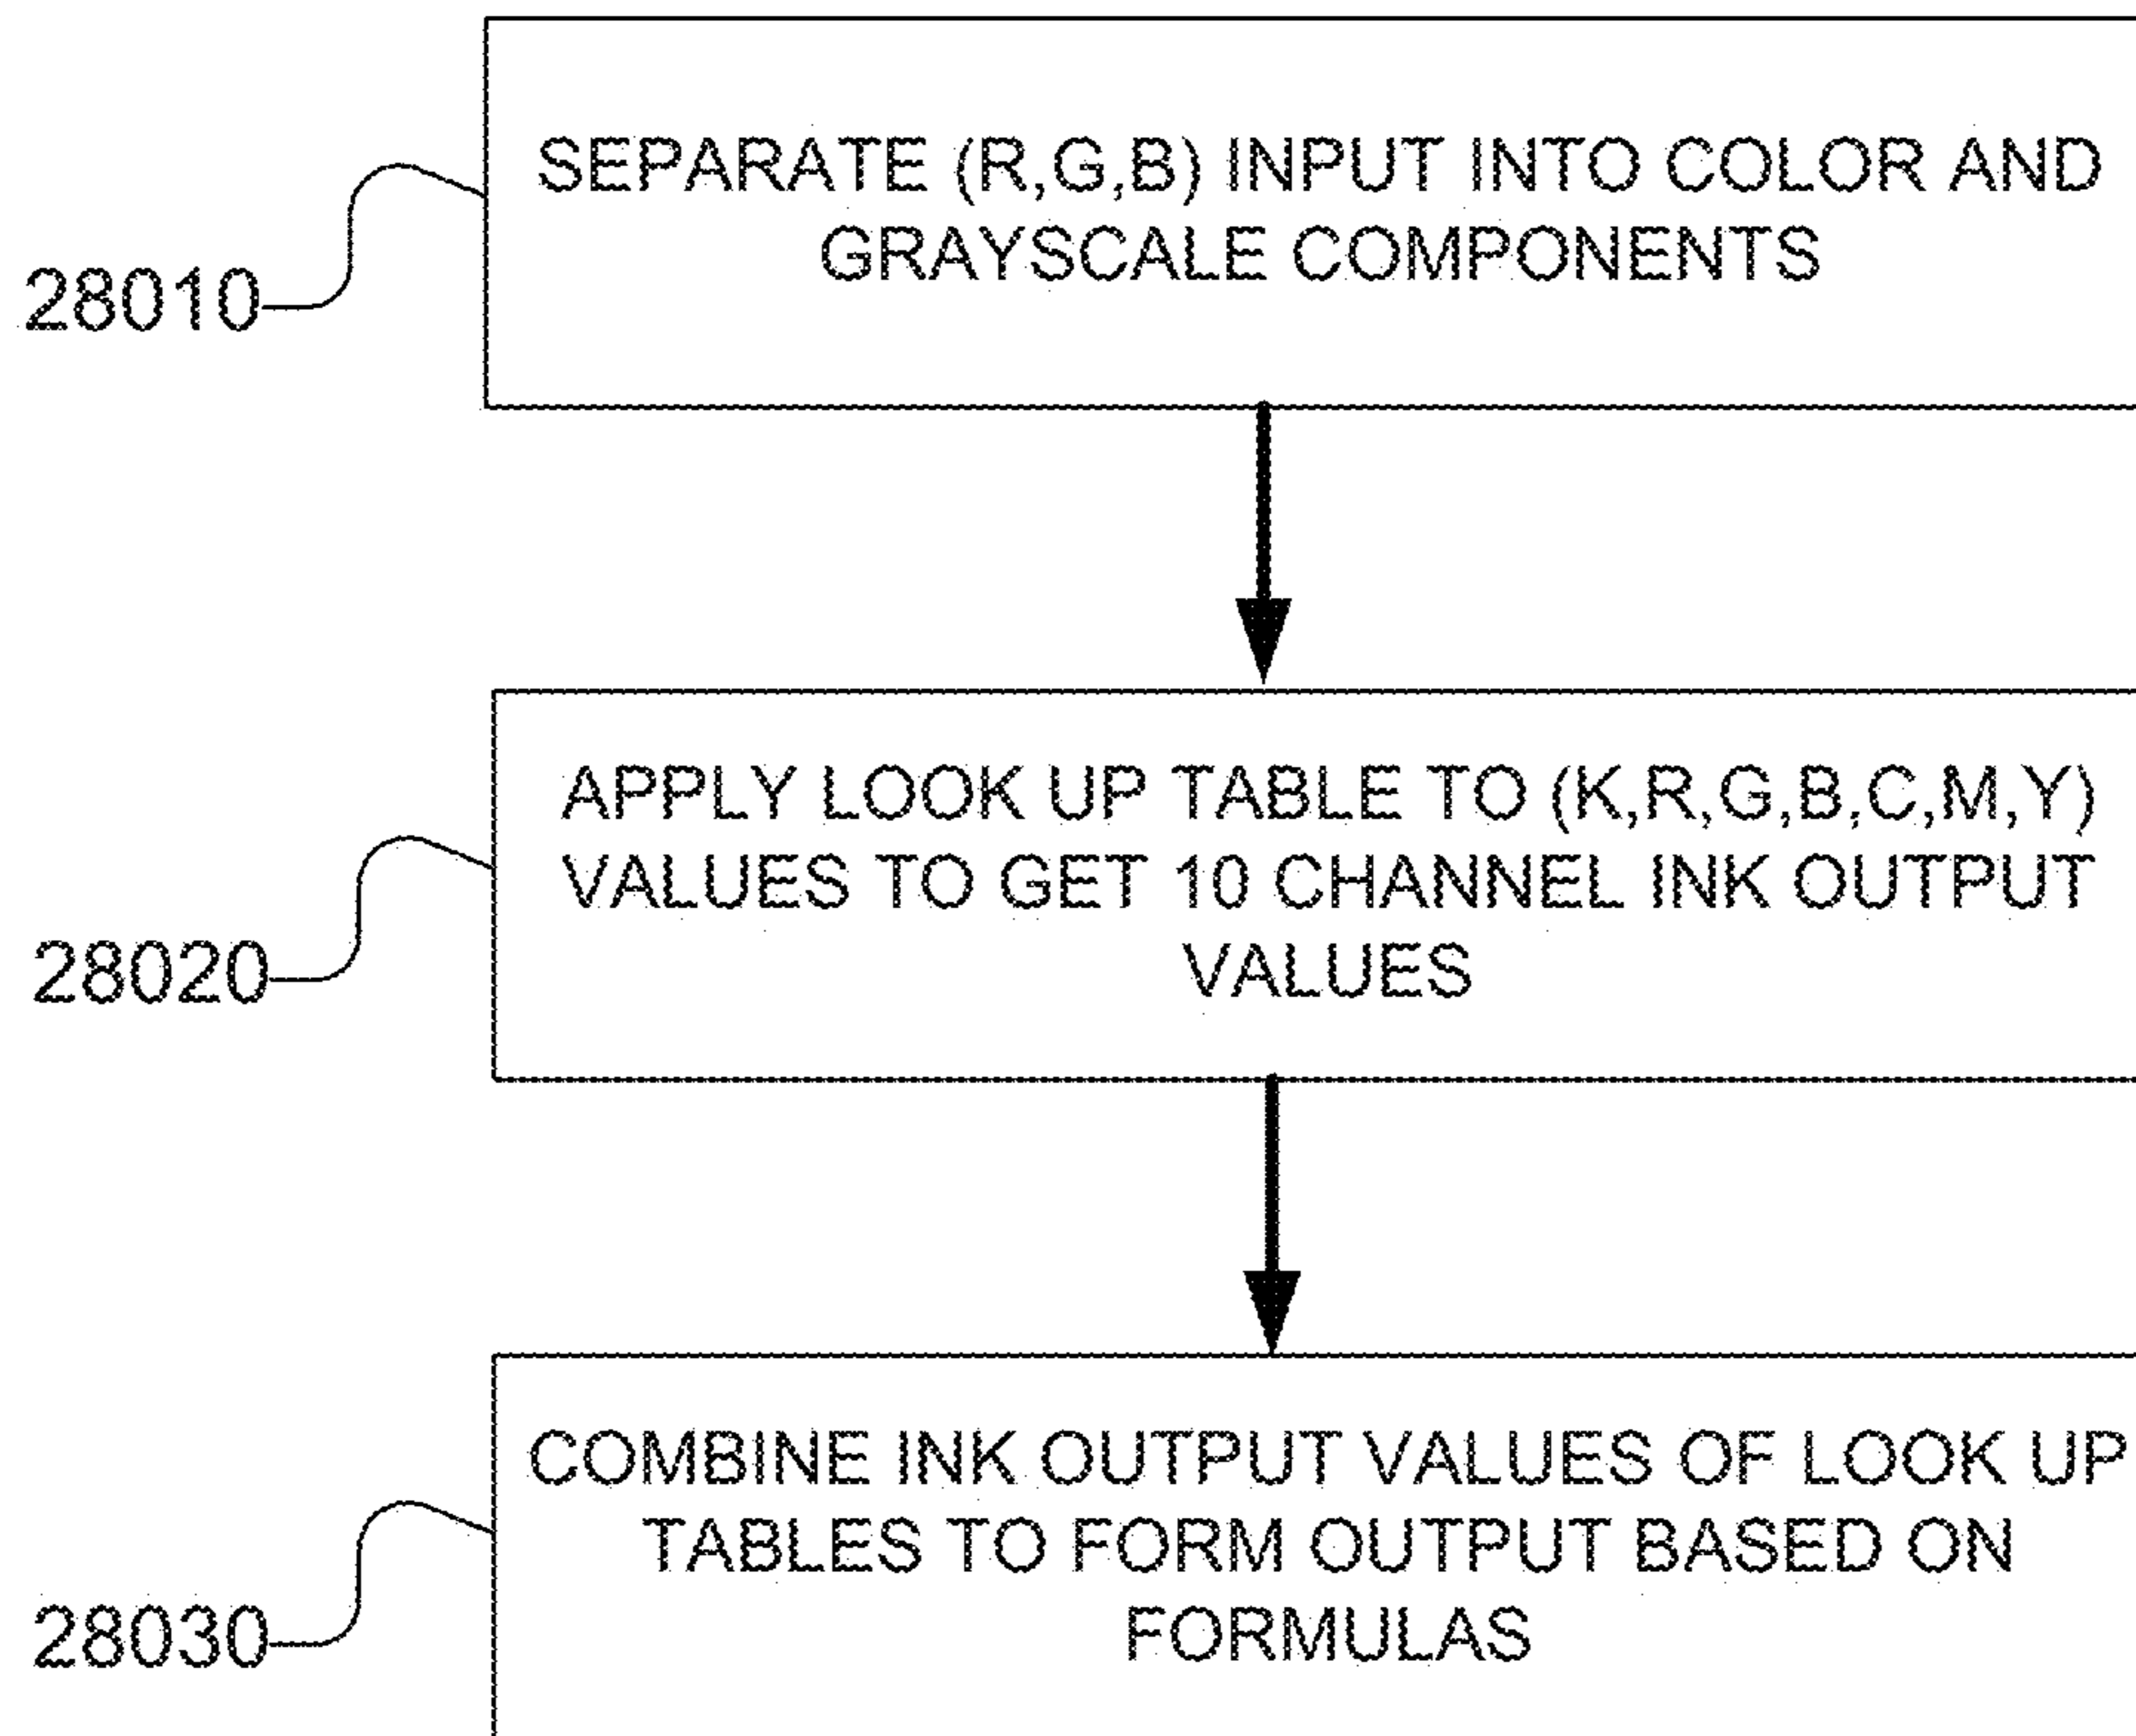 SEPARATE (R,G,B) INPUT INTO COLOR AND
GRAYSCALE COMPONENTS
28010
APPLY LOOK UP TABLE TO (K,R,G,B,C,M,Y)
VALUES TO GET 10 CHANNEL INK OUTPUT
VALUES
28020
COMBINE INK OUTPUT VALUES OF LOOK UP
TABLES TO FORM OUTPUT BASED ON
FORMULAS
28030